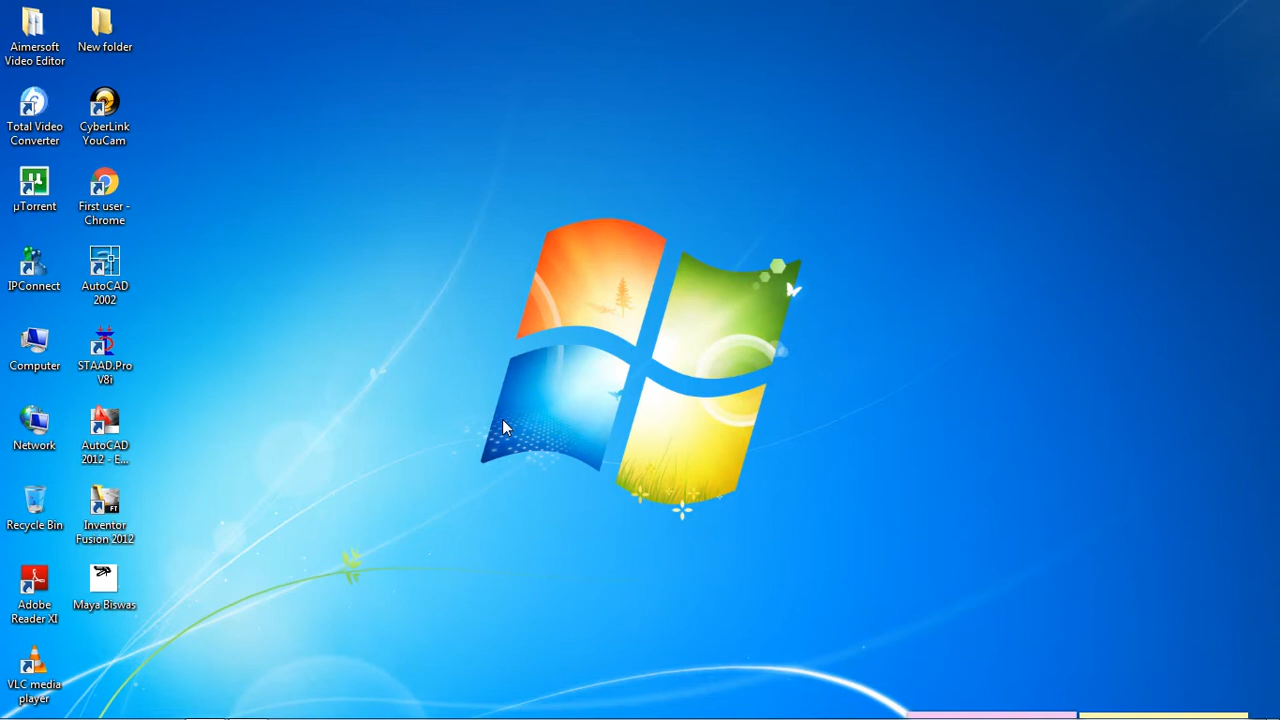 Aimersoft
Video Editor
New folder
Total Video
Converter
CyberLink
YouCam
µTorrent
First user -
Chrome
IPConnect
AutoCAD
2002
Computer
STAAD.Pro
V8i
Network
AutoCAD
2012 - E...
Recycle Bin
FT
Inventor
Fusion 2012
Adobe
Reader XI
Maya Biswas
VLC media
player